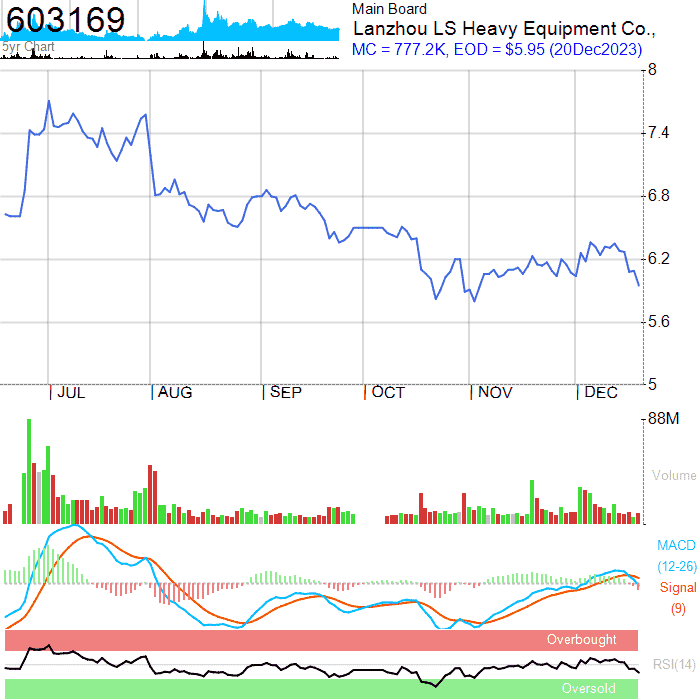 603169
Main Board
Lanzhou LS Heavy Equipment Co.,
5yr Chart
MC = 777.2K, EOD = $5.95 (20Dec2023)
8
7.4
6.8
6.2
5.6
5
JUL AUG SEP OCT NOV DEC
88M
Volume
MACD
(12-26)
Signal
(9)
Overbought
RSI(14)
Oversold